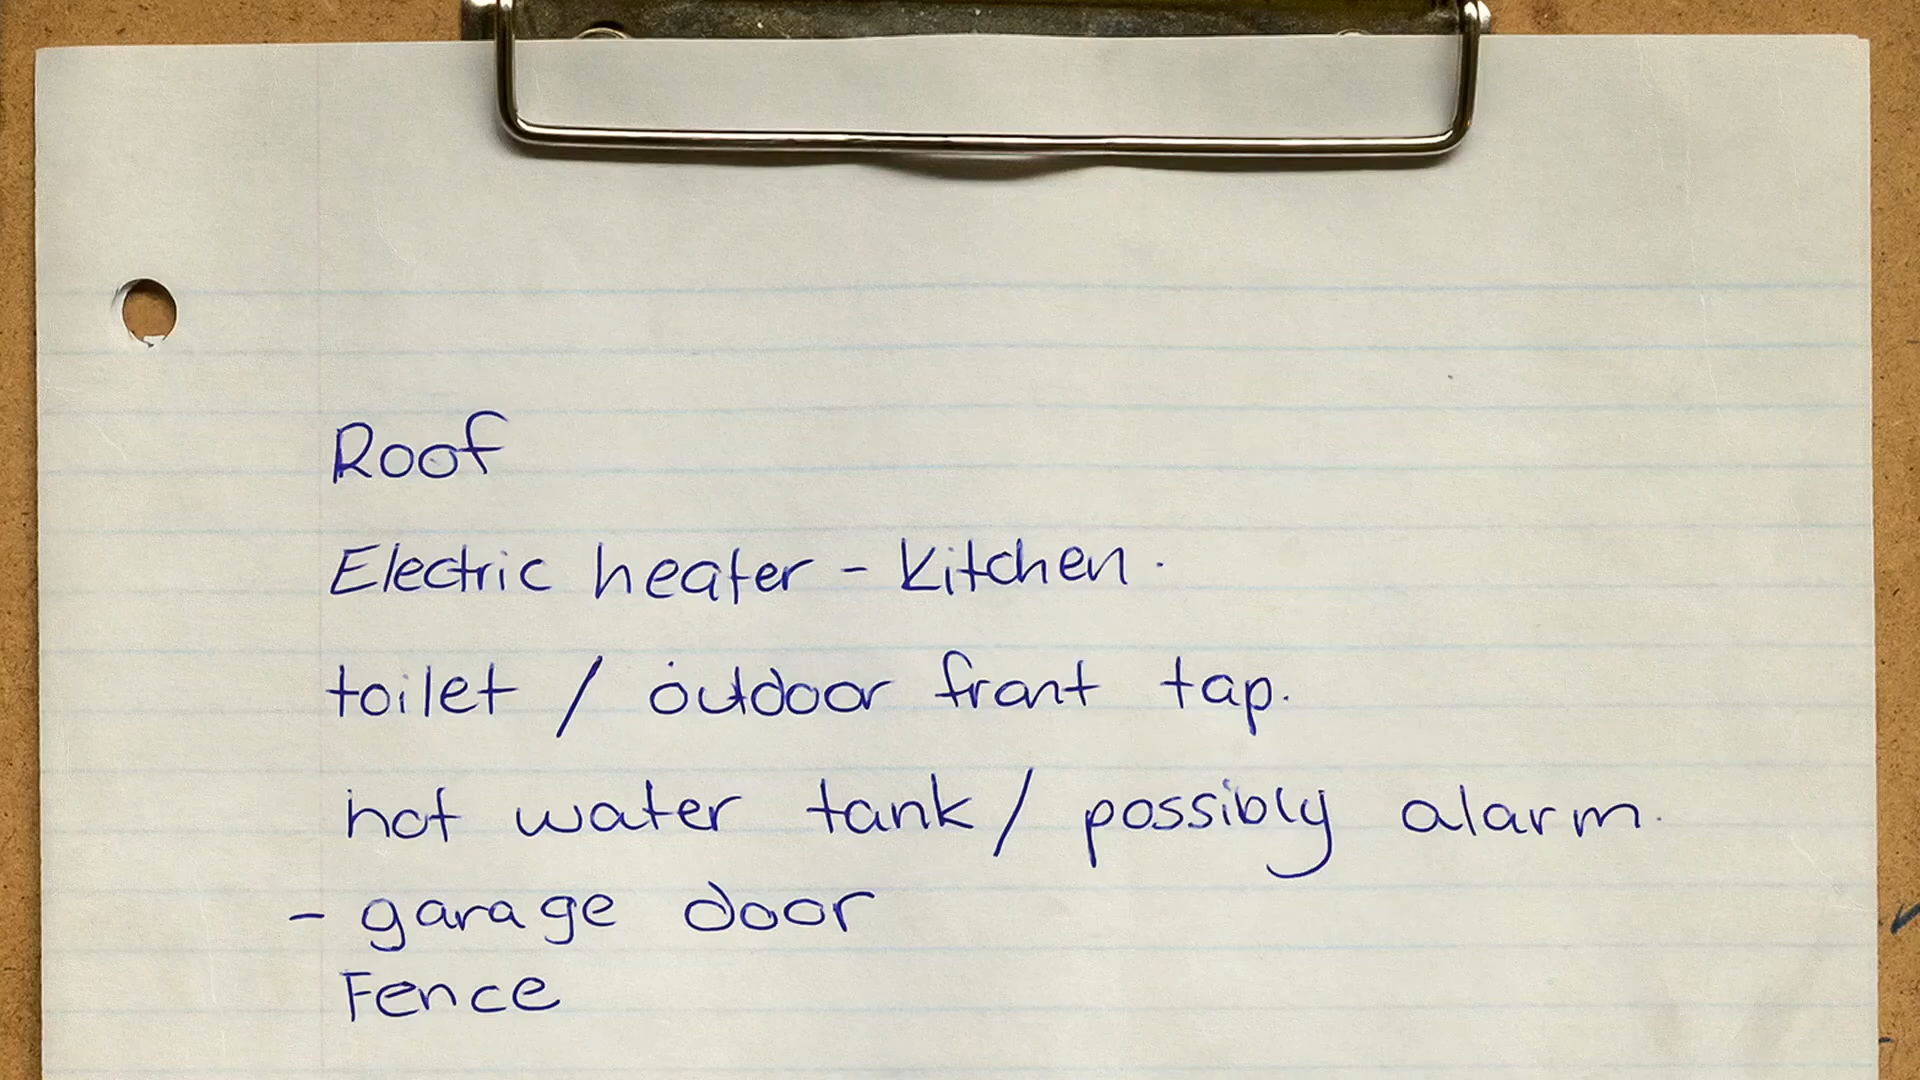 Roof
Electric heater - Kitchen.
toilet / outdoor front tap.
hot water tank / possibly alarm.
- garage door
Fence